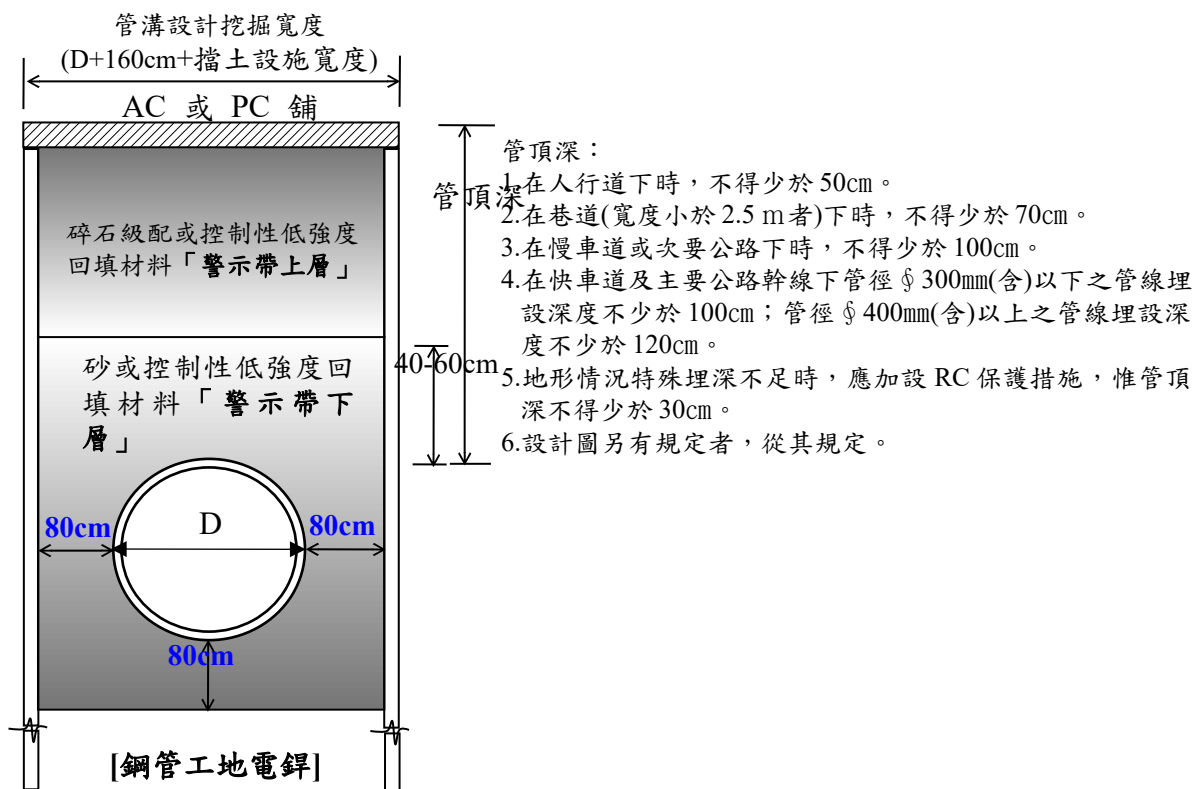 管溝設計挖掘寬度
(D+160cm+擋土設施寬度)
AC 或 PC 舖
碎石級配或控制性低強度
回填材料「警示帶上層」
砂或控制性低強度回
填材料「警示帶下
層」
40-60cm
管頂深
D
80cm
80cm
80cm
[鋼管工地電銲]
管頂深：
1.在人行道下時，不得少於 50㎝。
2.在巷道(寬度小於 2.5 m 者)下時，不得少於 70㎝。
3.在慢車道或次要公路下時，不得少於 100㎝。
4.在快車道及主要公路幹線下管徑 ∮ 300㎜(含)以下之管線埋
設深度不少於 100㎝；管徑 ∮ 400㎜(含)以上之管線埋設深
度不少於 120㎝。
5.地形情況特殊埋深不足時，應加設 RC 保護措施，惟管頂
深不得少於 30㎝。
6.設計圖另有規定者，從其規定。